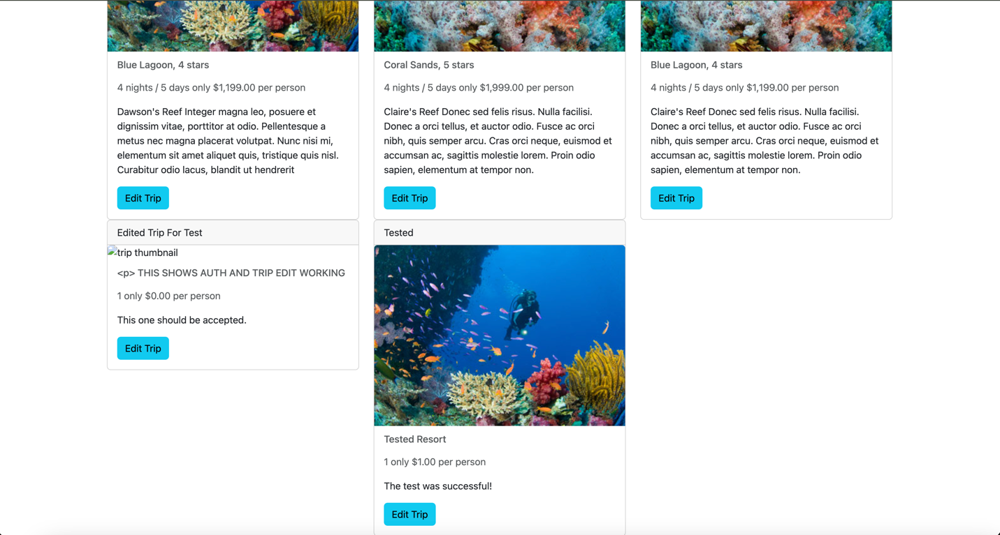 Blue Lagoon, 4 stars
4 nights / 5 days only $1,199.00 per person
Dawson's Reef Integer magna leo, posuere et
dignissim vitae, porttitor at odio. Pellentesque a
metus nec magna placerat volutpat. Nunc nisi mi,
elementum sit amet aliquet quis, tristique quis nisl.
Curabitur odio lacus, blandit ut hendrerit
Edit Trip
Coral Sands, 5 stars
4 nights / 5 days only $1,999.00 per person
Claire's Reef Donec sed felis risus. Nulla facilisi.
Donec a orci tellus, et auctor odio. Fusce ac orci
nibh, quis semper arcu. Cras orci neque, euismod et
accumsan ac, sagittis molestie lorem. Proin odio
sapien, elementum at tempor non.
Edit Trip
Blue Lagoon, 4 stars
4 nights / 5 days only $1,199.00 per person
Claire's Reef Donec sed felis risus. Nulla facilisi.
Donec a orci tellus, et auctor odio. Fusce ac orci
nibh, quis semper arcu. Cras orci neque, euismod et
accumsan ac, sagittis molestie lorem. Proin odio
sapien, elementum at tempor non.
Edit Trip
Edited Trip For Test
trip thumbnail
<p> THIS SHOWS AUTH AND TRIP EDIT WORKING
1 only $0.00 per person
This one should be accepted.
Edit Trip
Tested
Tested Resort
1 only $1.00 per person
The test was successful!
Edit Trip